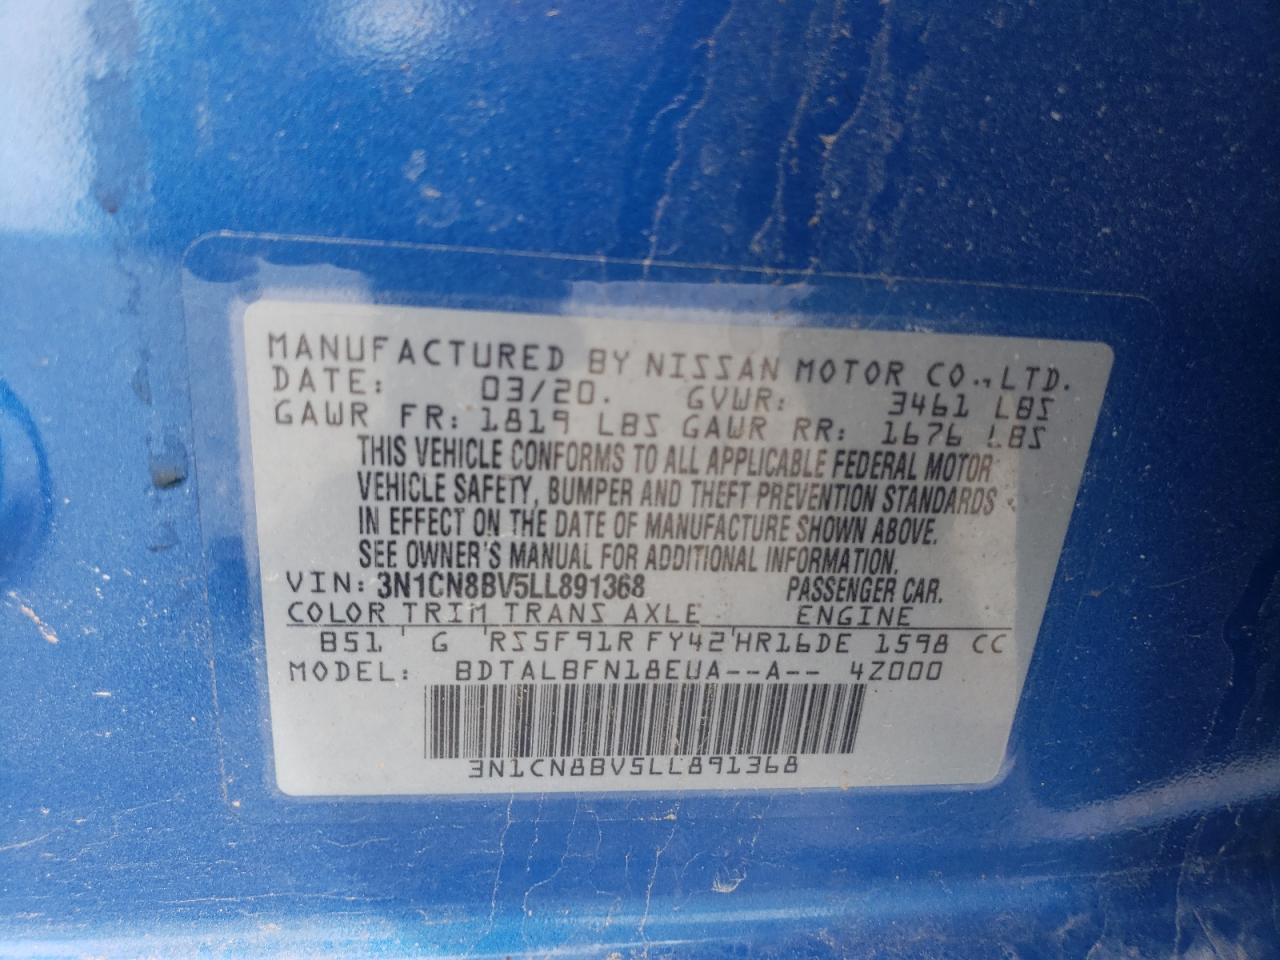 MANUFACTURED BY NISSAN MOTOR CO., LTD.
DATE: 03/20. GVWR: 3461 LBS
GAWR FR: 1819 LBS GAWR RR: 1676 LBS
THIS VEHICLE CONFORMS TO ALL APPLICABLE FEDERAL MOTOR
VEHICLE SAFETY, BUMPER AND THEFT PREVENTION STANDARDS
IN EFFECT ON THE DATE OF MANUFACTURE SHOWN ABOVE.
SEE OWNER'S MANUAL FOR ADDITIONAL INFORMATION.
VIN: 3N1CN8BV5LL891368 PASSENGER CAR.
COLOR TRIM TRANS AXLE ENGINE
B51 ' G 'RS5F91R FY42'HR16DE 1598 CC
MODEL: BDTALBFN18EUA--A-- 4Z000
3N1CN8BV5LL891368